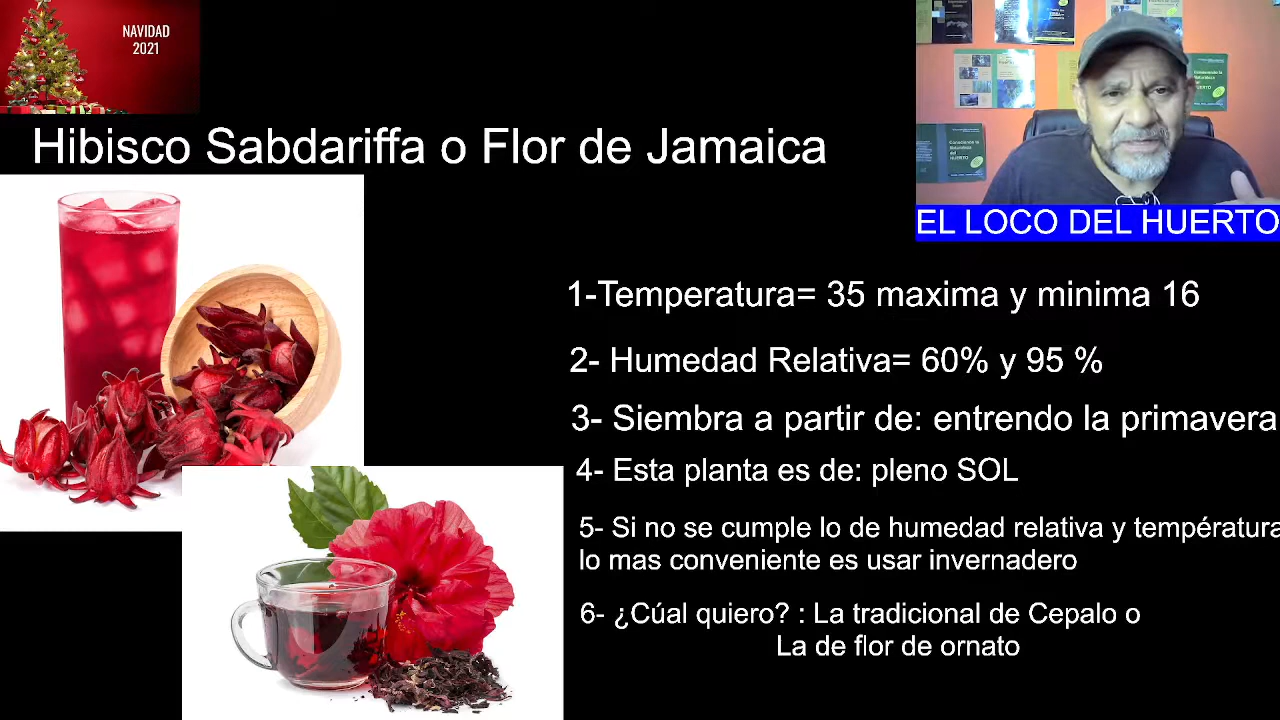 NAVIDAD
2021
Hibisco Sabdariffa o Flor de Jamaica
EL LOCO DEL HUERTO
1-Temperatura= 35 maxima y minima 16
2- Humedad Relativa= 60% y 95 %
3- Siembra a partir de: entrendo la primavera
4- Esta planta es de: pleno SOL
5- Si no se cumple lo de humedad relativa y température
lo mas conveniente es usar invernadero
6- ¿Cúal quiero? : La tradicional de Cepalo o
La de flor de ornato